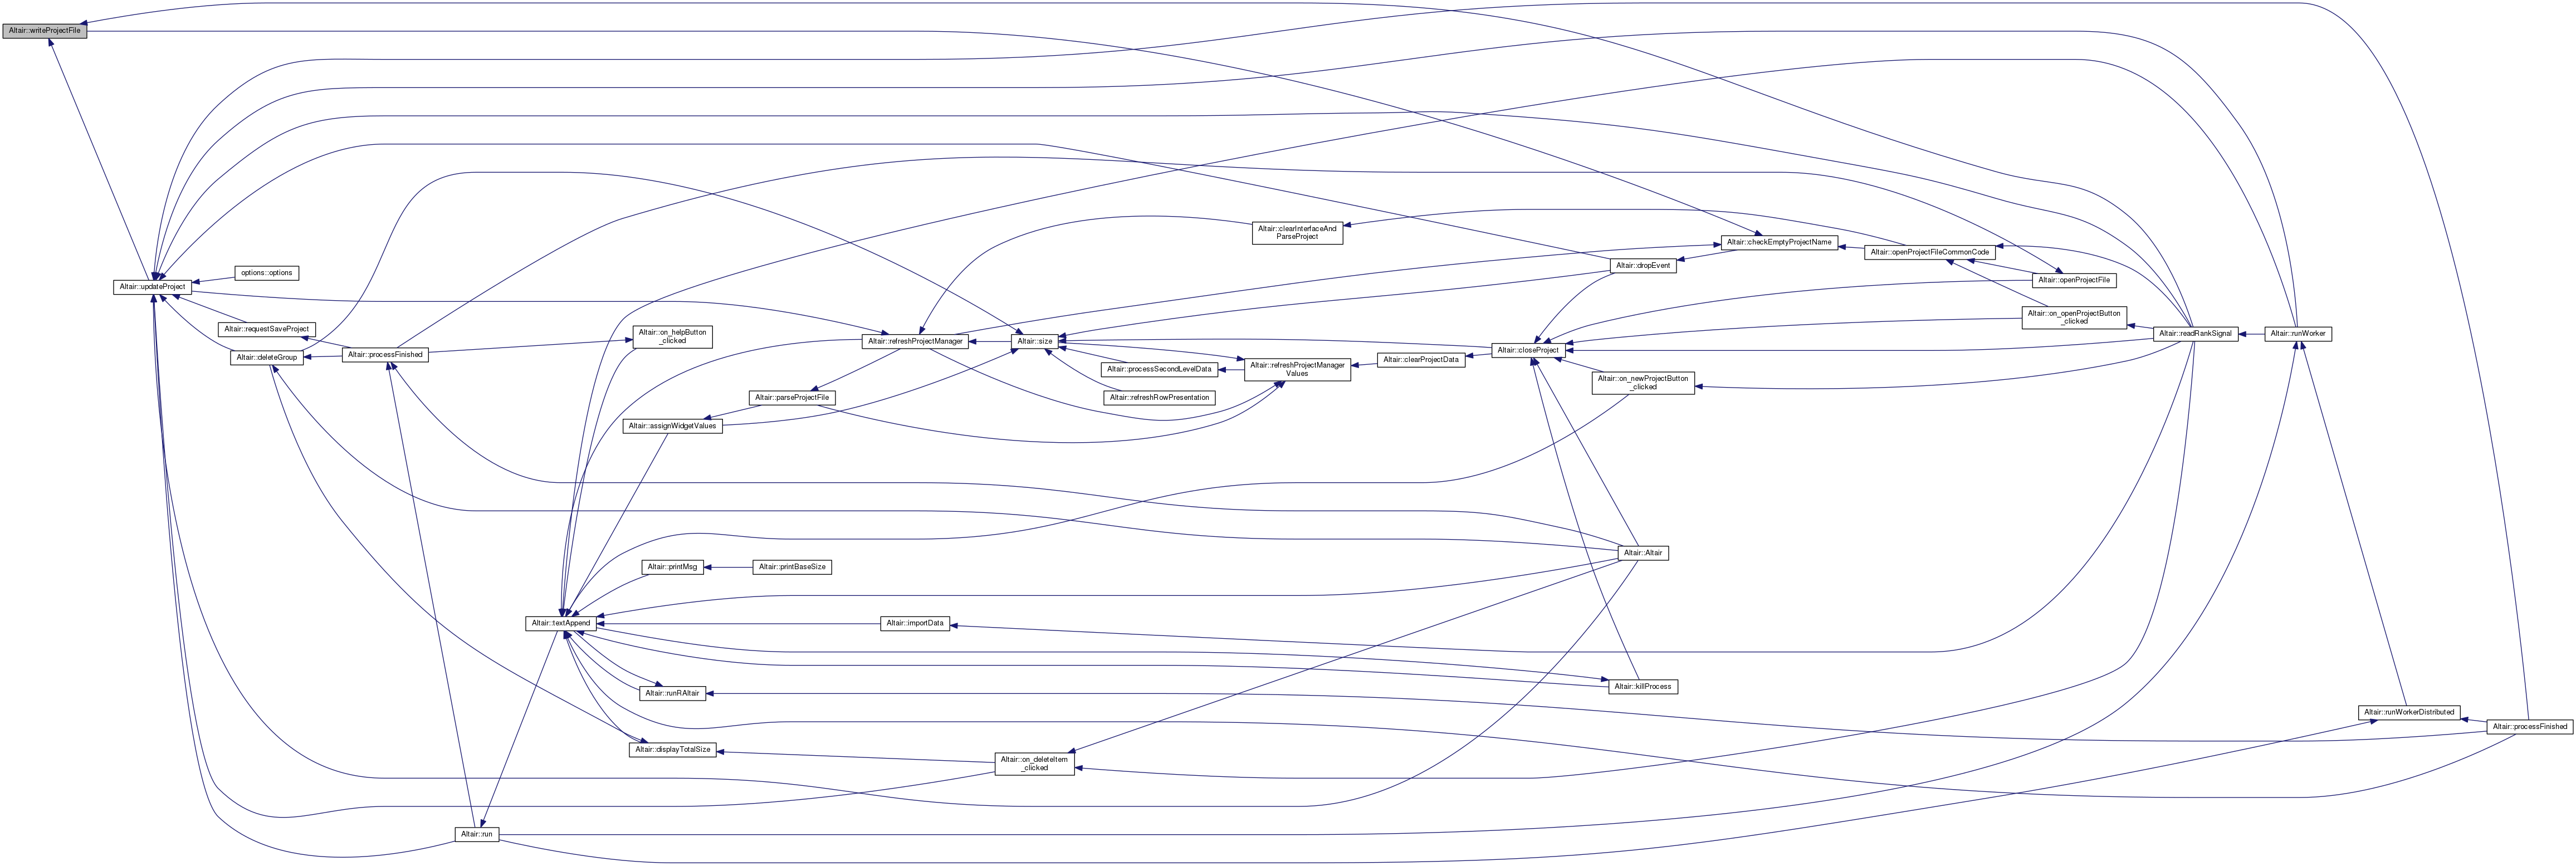 Altair::writeProjectFile
Altair::updateProject
options::options
Altair::requestSaveProject
Altair::deleteGroup
Altair::processFinished
Altair::on_helpButton
_clicked
Altair::refreshProjectManager
Altair::size
Altair::parseProjectFile
Altair::assignWidgetValues
Altair::processSecondLevelData
Altair::refreshRowPresentation
Altair::clearInterfaceAnd
ParseProject
Altair::refreshProjectManager
Values
Altair::clearProjectData
Altair::closeProject
Altair::dropEvent
Altair::checkEmptyProjectName
Altair::openProjectFileCommonCode
Altair::openProjectFile
Altair::on_openProjectButton
_clicked
Altair::on_newProjectButton
_clicked
Altair::readRankSignal
Altair::runWorker
Altair::Altair
Altair::printMsg
Altair::printBaseSize
Altair::textAppend
Altair::importData
Altair::runRAltair
Altair::killProcess
Altair::displayTotalSize
Altair::on_deleteItem
_clicked
Altair::runWorkerDistributed
Altair::processFinished
Altair::run